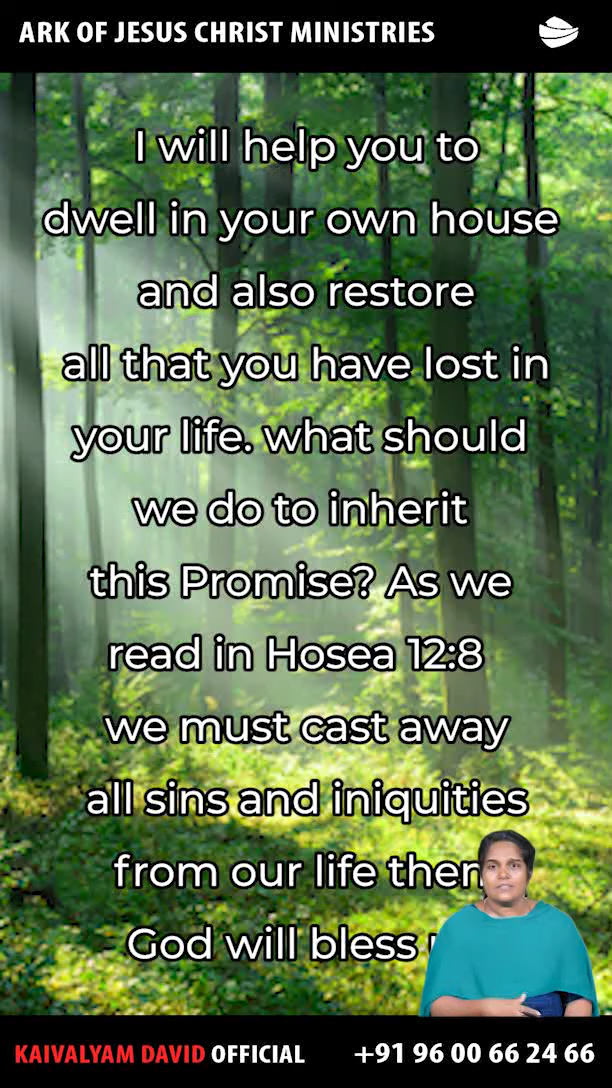 ARK OF JESUS CHRIST MINISTRIES
I will help you to
dwell in your own house
and also restore
all that you have lost in
your life. what should
we do to inherit
this Promise? As we
read in Hosea 12:8
we must cast away
all sins and iniquities
from our life then
God will bless
KAIVALYAM DAVID OFFICIAL +91 96 00 66 24 66